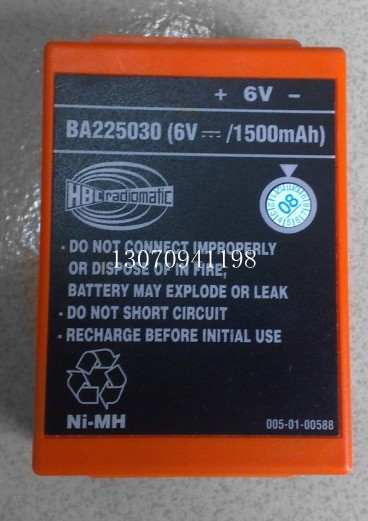 + 6V -
BA225030 (6V ⎓ /1500mAh)
HBC radiomatic
08
· DO NOT CONNECT IMPROPERLY
OR DISPOSE OF IN FIRE,
13070941198
BATTERY MAY EXPLODE OR LEAK
· DO NOT SHORT CIRCUIT
· RECHARGE BEFORE INITIAL USE
Ni-MH
005-01-00588